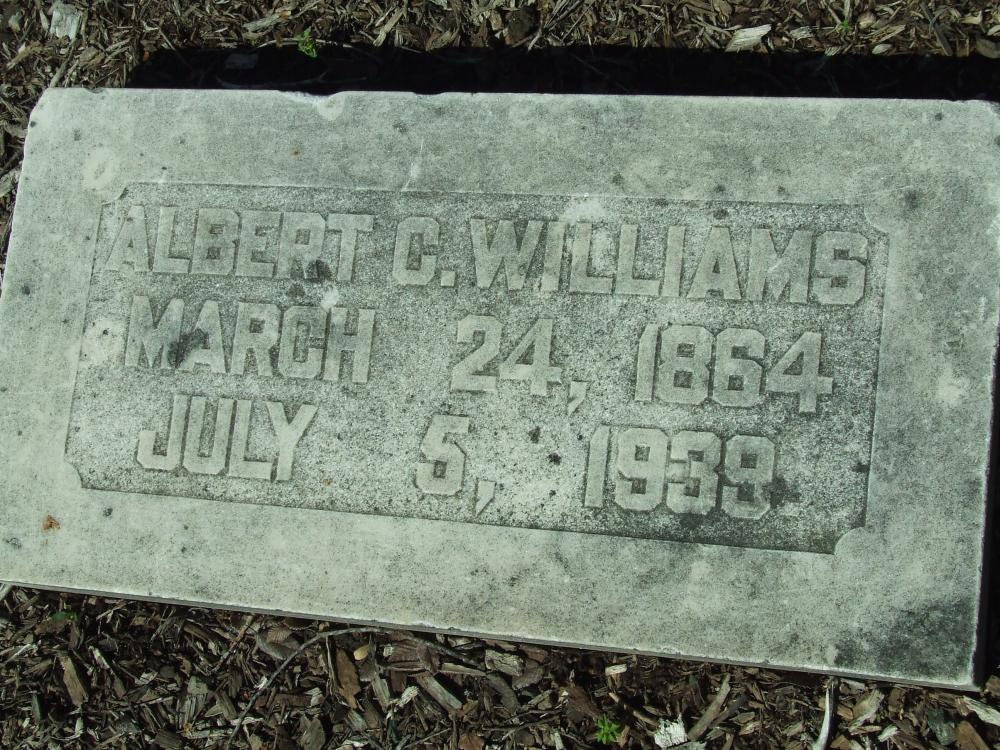 ALBERT C. WILLIAMS
MARCH 24, 1864
JULY 5, 1939